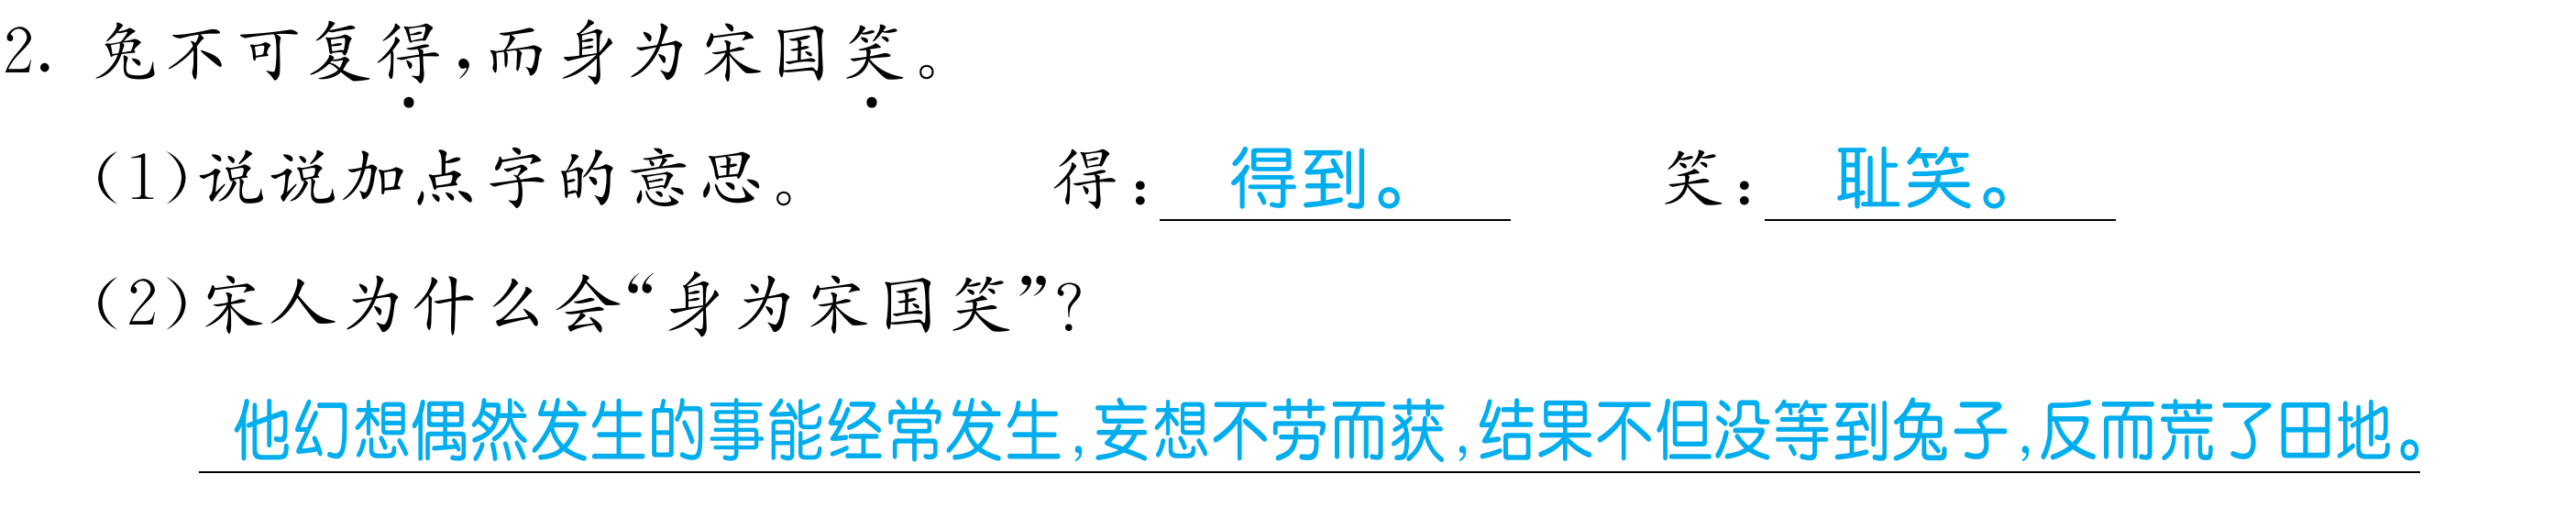 2. 兔不可复得,而身为宋国笑。
(1)说说加点字的意思。 得：得到。 笑：耻笑。
(2)宋人为什么会“身为宋国笑”?
他幻想偶然发生的事能经常发生,妄想不劳而获,结果不但没等到兔子,反而荒了田地。